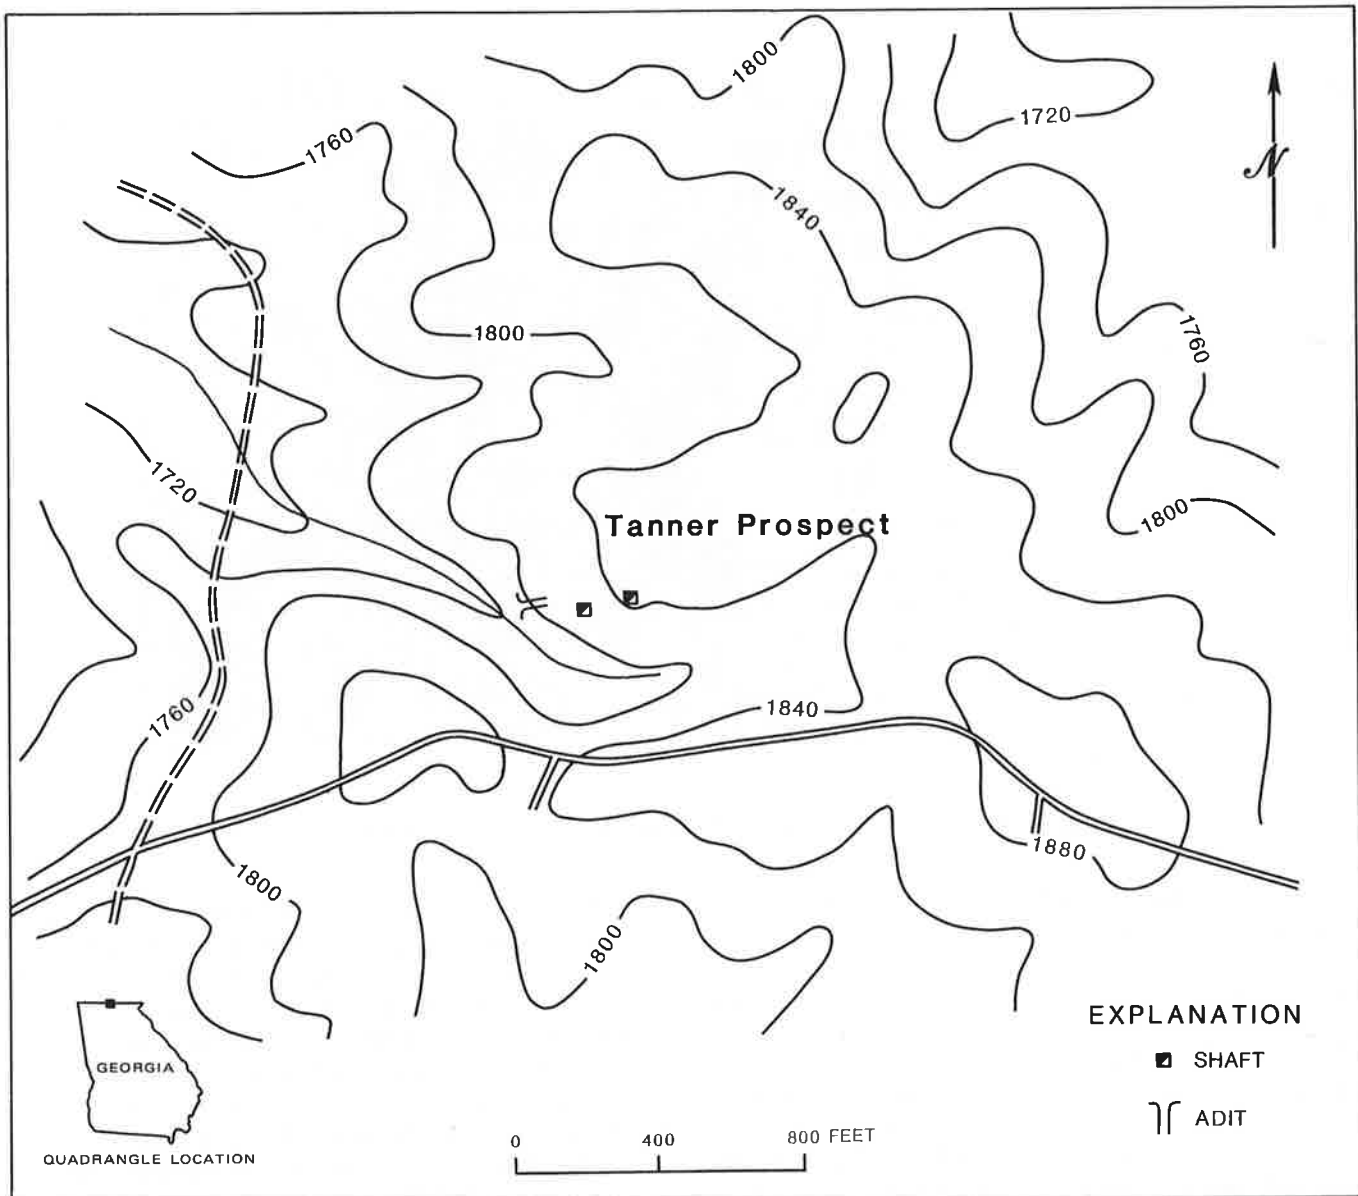 1800
1760
1720
N
1840
1800
1760
1720
1800
Tanner Prospect
1760
1840
1880
1800
1800
EXPLANATION
SHAFT
ADIT
GEORGIA
QUADRANGLE LOCATION
0 400 800 FEET